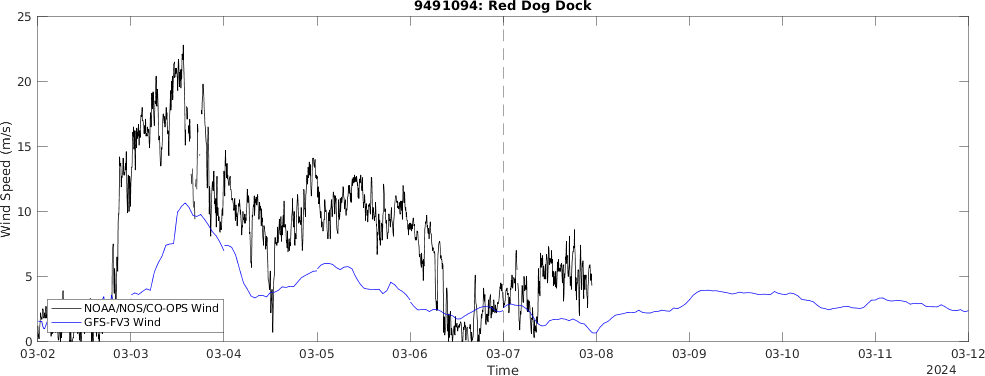 9491094: Red Dog Dock
25
20
15
10
5
0
Wind Speed (m/s)
NOAA/NOS/CO-OPS Wind
GFS-FV3 Wind
03-02 03-03 03-04 03-05 03-06 03-07 03-08 03-09 03-10 03-11 03-12
Time
2024